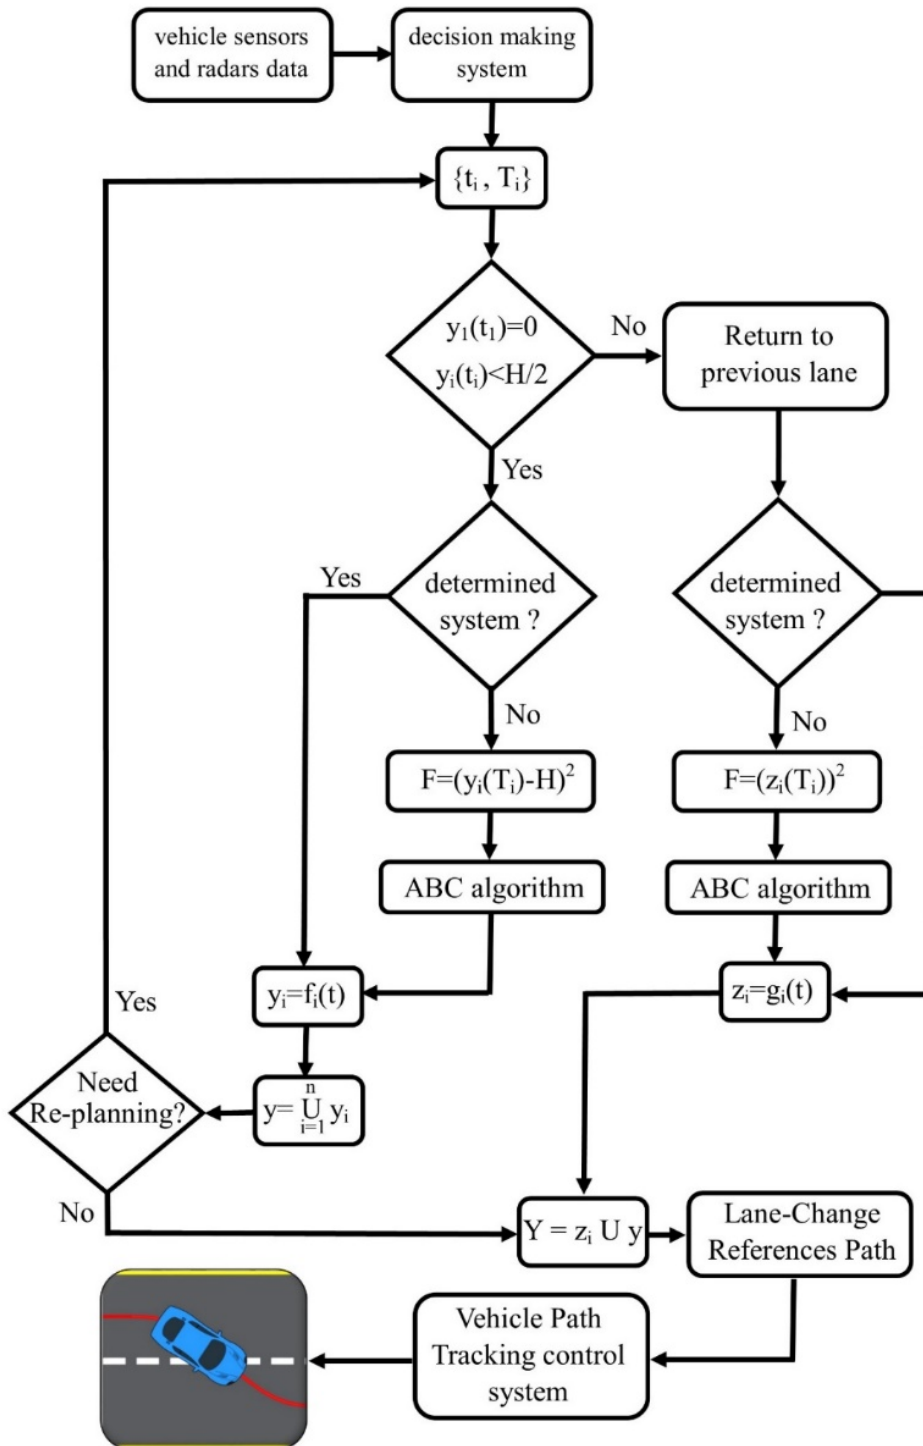 vehicle sensors
and radars data
decision making
system
{tᵢ , Tᵢ}
y₁(t₁)=0
yᵢ(tᵢ)<H/2
No
Return to
previous lane
Yes
Yes
determined
system ?
determined
system ?
No
No
F=(yᵢ(Tᵢ)-H)²
F=(zᵢ(Tᵢ))²
ABC algorithm
ABC algorithm
yᵢ=fᵢ(t)
zᵢ=gᵢ(t)
Yes
Need
Re-planning?
n
y= U yᵢ
i=1
No
Y = zᵢ U y
Lane-Change
References Path
Vehicle Path
Tracking control
system